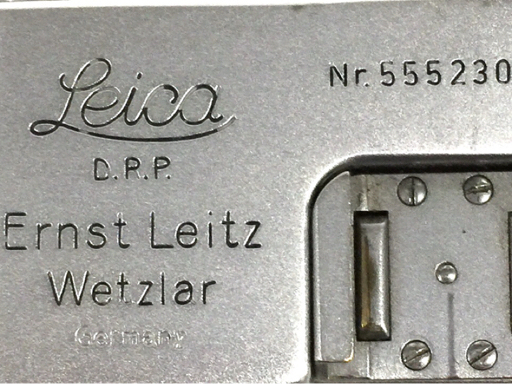 Leica
Nr. 555230
D.R.P.
Ernst Leitz
Wetzlar
Germany